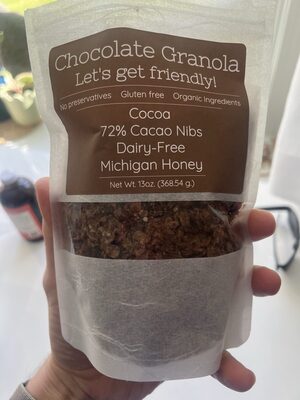 Chocolate Granola
Let's get friendly!
No preservatives Gluten free Organic Ingredients
Cocoa
72% Cacao Nibs
Dairy-Free
Michigan Honey
Net Wt. 13oz. (368.54 g.)